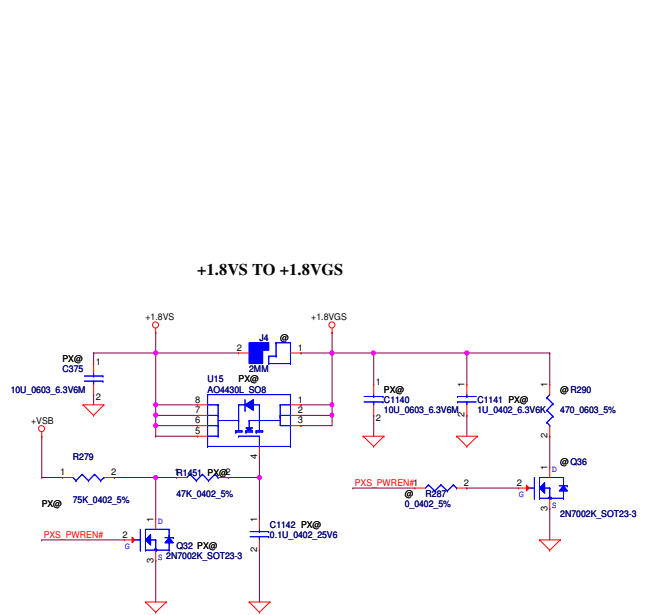 +1.8VS TO +1.8VGS
+1.8VS
+1.8VGS
J4 @
2 1
2MM
PX@
C375
1
2
10U_0603_6.3V6M
U15 PX@
AO4430L_SO8
8 1
7 2
6 3
5
4
PX@
C1140
1
2
10U_0603_6.3V6M
C1141 PX@
1
2
1U_0402_6.3V6K
@ R290
1
2
470_0603_5%
+VSB
R279
1 2
75K_0402_5%
PX@
R1451 PX@
2
47K_0402_5%
PXS_PWREN#
2
G
1
D
3
S
Q32 PX@
2N7002K_SOT23-3
C1142 PX@
1
2
0.1U_0402_25V6
PXS_PWREN#
1 2
@ R287
0_0402_5%
2
G
1
D
3
S
@ Q36
2N7002K_SOT23-3